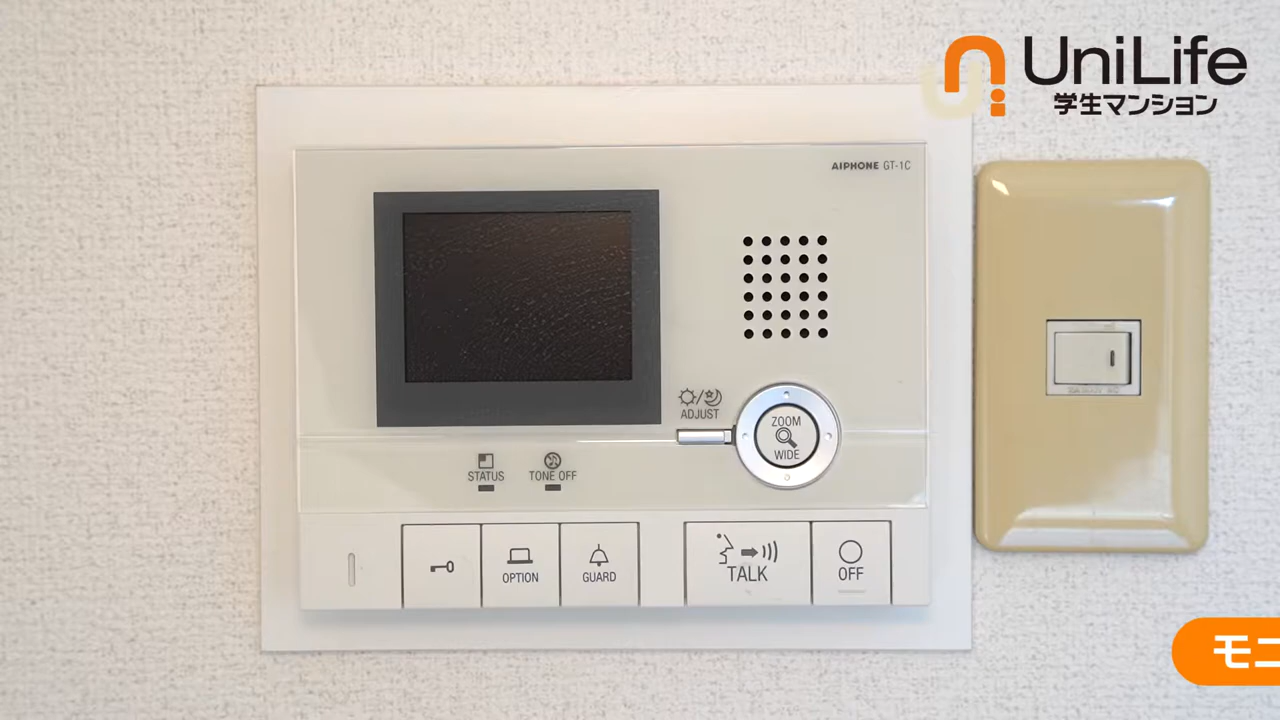 UniLife
学生マンション
AIPHONE GT-1C
ADJUST
ZOOM
WIDE
STATUS
TONE OFF
OPTION
GUARD
TALK
OFF
モニ